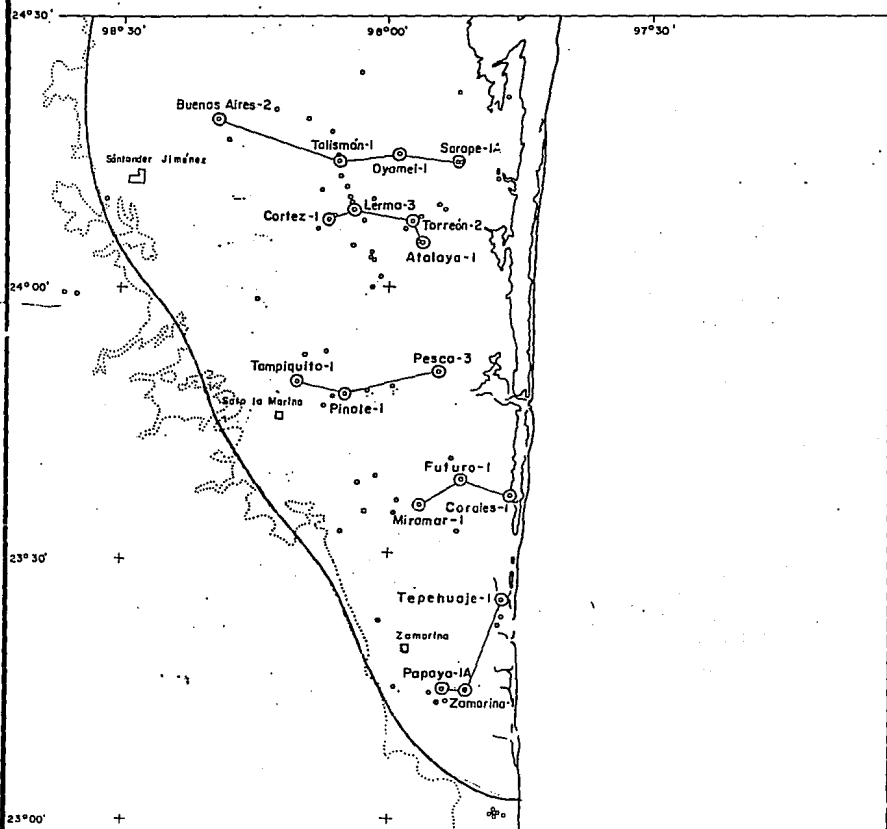 24°30'
98°30'
98°00'
97°30'
Buenos Aires-2
Talismán-1
Oyamel-1
Sarape-1A
Santander Jiménez
Lerma-3
Cortez-1
Torreón-2
Atalaya-1
24°00'
Pesca-3
Tampiquito-1
Soto la Marina
Pinole-1
Futuro-1
Corales-1
Miramar-1
23°30'
Tepehuaje-1
Zamorina
Papaya-1A
Zamorina-
23°00'